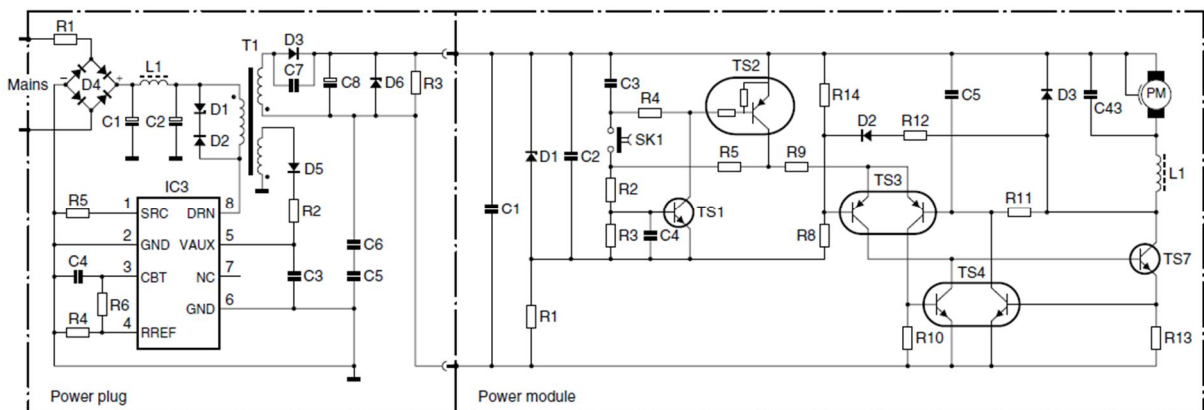 R1
Mains
D4
−
+
L1
C1
C2
D1
D2
T1
D3
C7
C8
D6
R3
D5
R2
IC3
R5
1
SRC
DRN
8
2
GND
VAUX
5
C4
3
CBT
NC
7
R6
GND
6
R4
4
RREF
C3
C6
C5
Power plug
C1
D1
C2
C3
SK1
R4
TS2
R2
R3
C4
TS1
R5
R9
R14
D2
R12
C5
D3
C43
PM
L1
TS3
R11
R8
TS7
TS4
R1
R10
R13
Power module